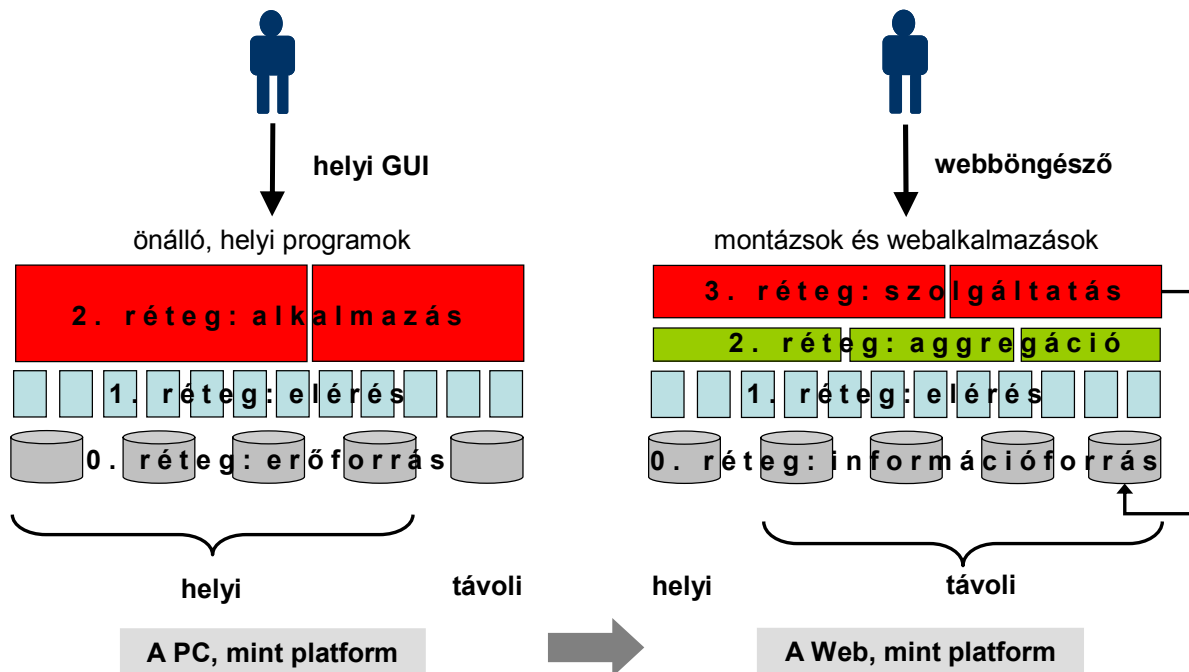 helyi GUI
önálló, helyi programok
2. réteg: alkalmazás
1. réteg: elérés
0. réteg: erőforrás
helyi
távoli
A PC, mint platform
webböngésző
montázsok és webalkalmazások
3. réteg: szolgáltatás
2. réteg: aggregáció
1. réteg: elérés
0. réteg: információforrás
helyi
távoli
A Web, mint platform